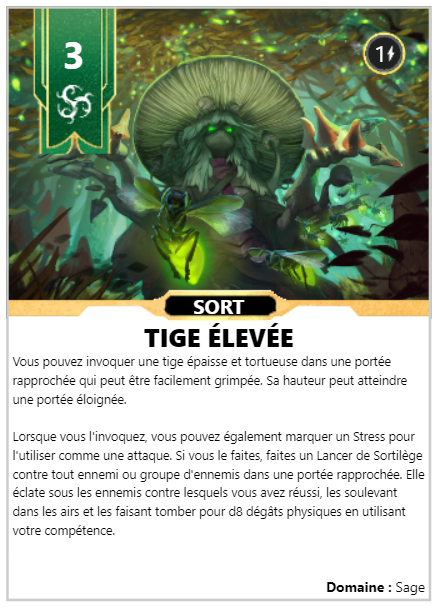 3
1
SORT
TIGE ÉLEVÉE
Vous pouvez invoquer une tige épaisse et tortueuse dans une portée
rapprochée qui peut être facilement grimpée. Sa hauteur peut atteindre
une portée éloignée.
Lorsque vous l'invoquez, vous pouvez également marquer un Stress pour
l'utiliser comme une attaque. Si vous le faites, faites un Lancer de Sortilège
contre tout ennemi ou groupe d'ennemis dans une portée rapprochée. Elle
éclate sous les ennemis contre lesquels vous avez réussi, les soulevant
dans les airs et les faisant tomber pour d8 dégâts physiques en utilisant
votre compétence.
Domaine : Sage